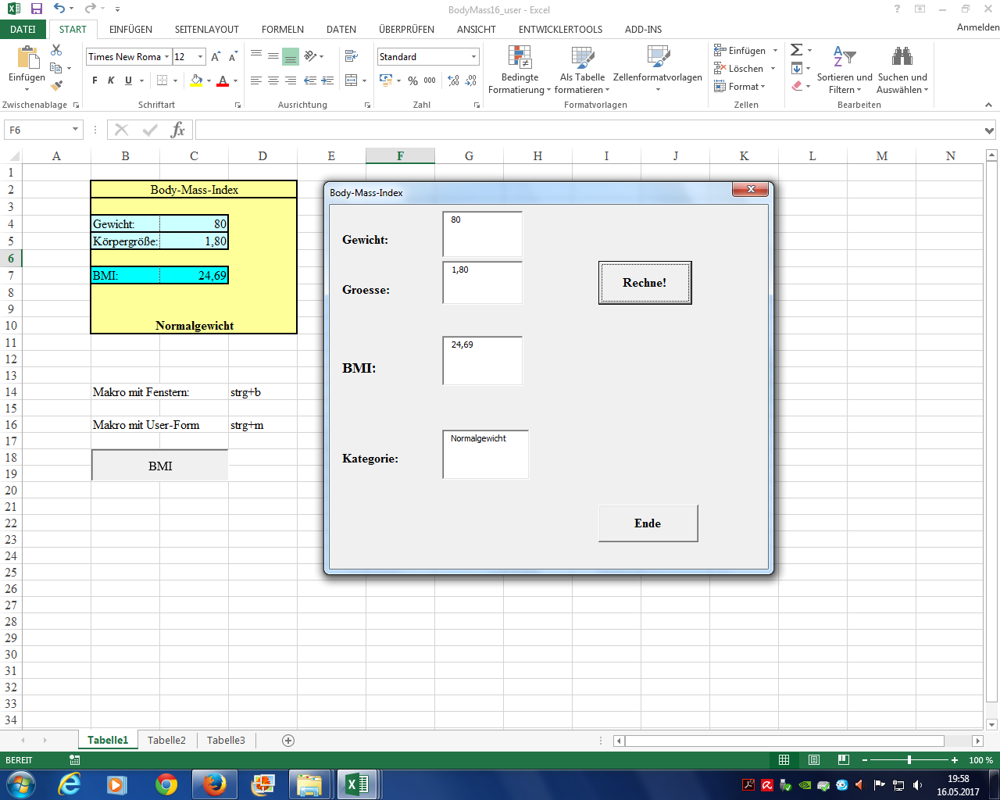 BodyMass16_user - Excel
DATEI START EINFÜGEN SEITENLAYOUT FORMELN DATEN ÜBERPRÜFEN ANSICHT ENTWICKLERTOOLS ADD-INS Anmelden
Einfügen
Zwischenablage
Times New Roma 12
F K U
Schriftart
Ausrichtung
Standard
% 000
Zahl
Bedingte Formatierung
Als Tabelle formatieren
Zellenformatvorlagen
Formatvorlagen
Einfügen
Löschen
Format
Zellen
Sortieren und Filtern
Suchen und Auswählen
Bearbeiten
F6
fx
A B C D E F G H I J K L M N
1
2 Body-Mass-Index
3
4 Gewicht: 80
5 Körpergröße: 1,80
6
7 BMI: 24,69
8
9
10 Normalgewicht
11
12
13
14 Makro mit Fenstern: strg+b
15
16 Makro mit User-Form strg+m
17
18 BMI
19
20
21
22
23
24
25
26
27
28
29
30
31
32
33
34
Body-Mass-Index
Gewicht: 80
Groesse: 1,80
Rechne!
BMI: 24,69
Kategorie: Normalgewicht
Ende
Tabelle1 Tabelle2 Tabelle3
BEREIT 100 %
19:58
16.05.2017